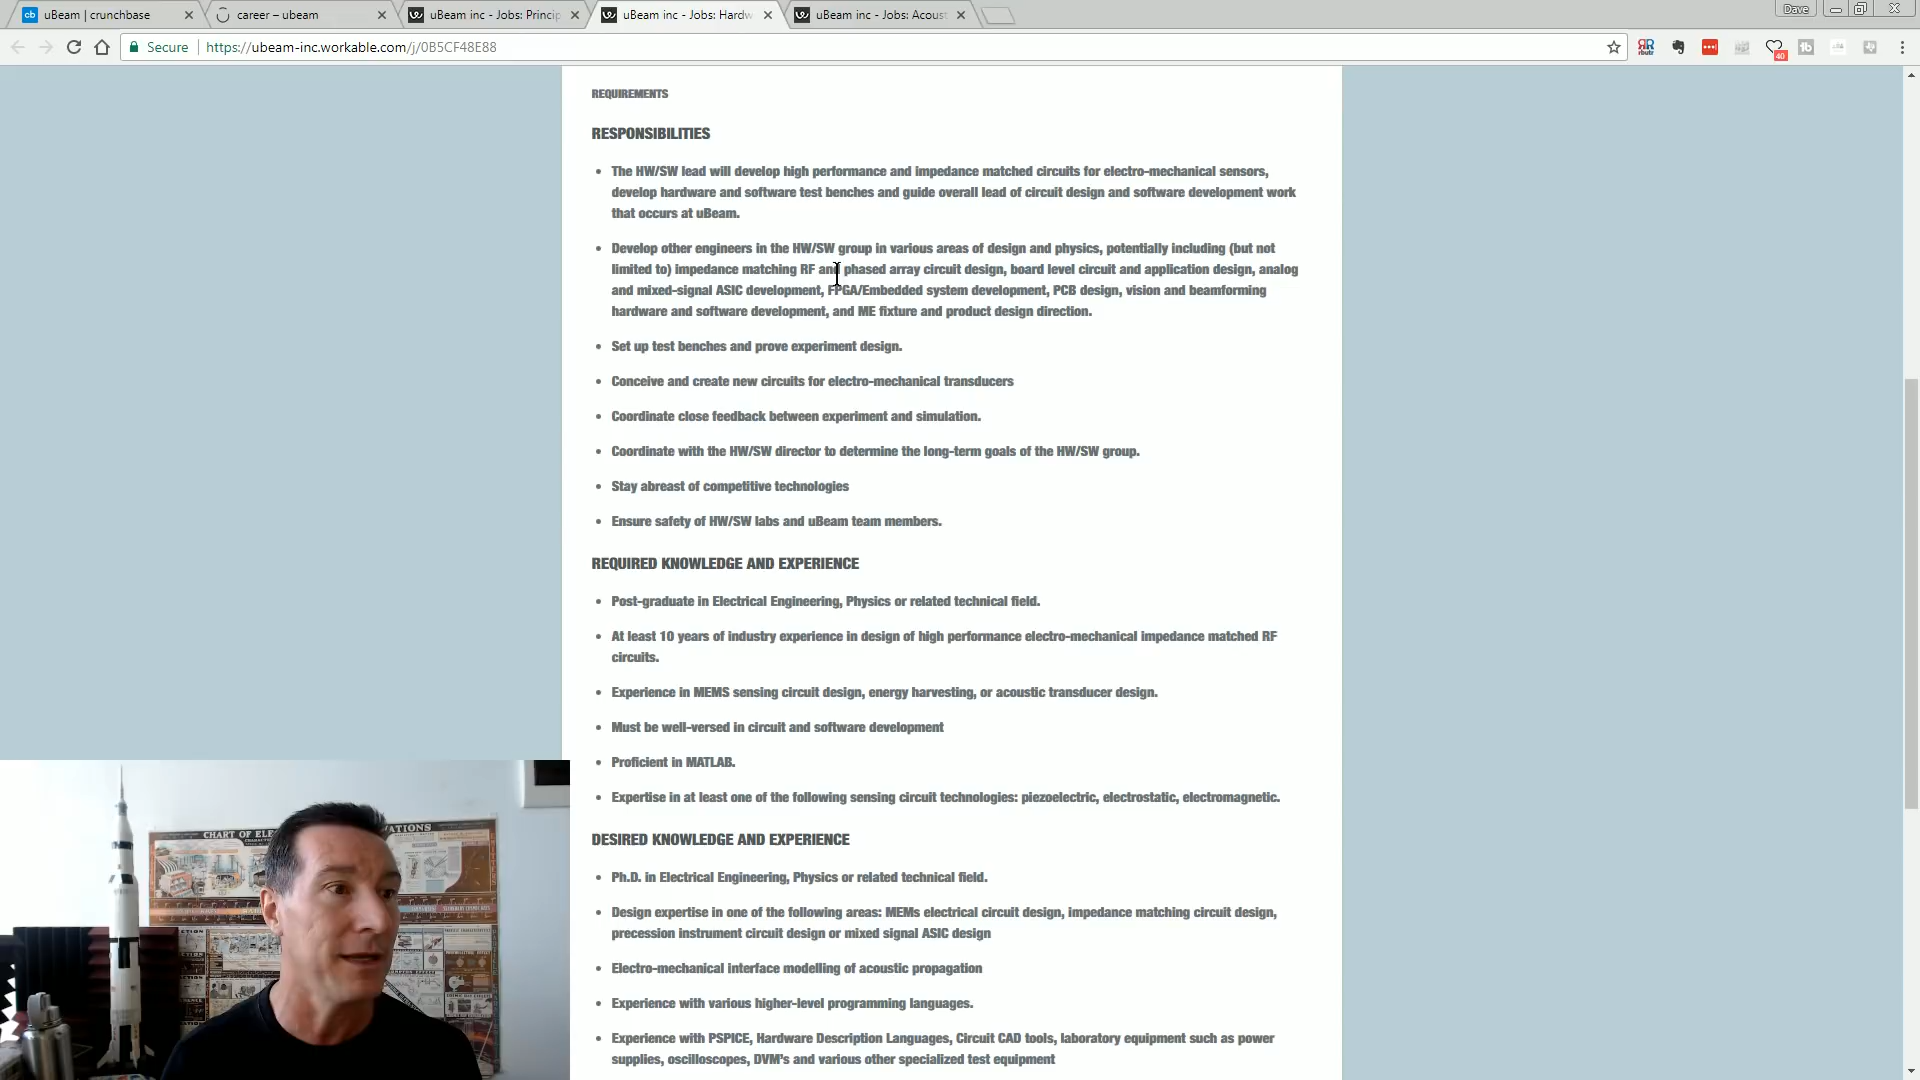 uBeam | crunchbase
career – ubeam
uBeam inc - Jobs: Princip
uBeam inc - Jobs: Hardw
uBeam inc - Jobs: Acous
Dave
Secure
https://ubeam-inc.workable.com/j/0B5CF48E88
REQUIREMENTS
RESPONSIBILITIES
• The HW/SW lead will develop high performance and impedance matched circuits for electro-mechanical sensors,
develop hardware and software test benches and guide overall lead of circuit design and software development work
that occurs at uBeam.
• Develop other engineers in the HW/SW group in various areas of design and physics, potentially including (but not
limited to) impedance matching RF and phased array circuit design, board level circuit and application design, analog
and mixed-signal ASIC development, FPGA/Embedded system development, PCB design, vision and beamforming
hardware and software development, and ME fixture and product design direction.
• Set up test benches and prove experiment design.
• Conceive and create new circuits for electro-mechanical transducers
• Coordinate close feedback between experiment and simulation.
• Coordinate with the HW/SW director to determine the long-term goals of the HW/SW group.
• Stay abreast of competitive technologies
• Ensure safety of HW/SW labs and uBeam team members.
REQUIRED KNOWLEDGE AND EXPERIENCE
• Post-graduate in Electrical Engineering, Physics or related technical field.
• At least 10 years of industry experience in design of high performance electro-mechanical impedance matched RF
circuits.
• Experience in MEMS sensing circuit design, energy harvesting, or acoustic transducer design.
• Must be well-versed in circuit and software development
• Proficient in MATLAB.
• Expertise in at least one of the following sensing circuit technologies: piezoelectric, electrostatic, electromagnetic.
DESIRED KNOWLEDGE AND EXPERIENCE
• Ph.D. in Electrical Engineering, Physics or related technical field.
• Design expertise in one of the following areas: MEMs electrical circuit design, impedance matching circuit design,
precession instrument circuit design or mixed signal ASIC design
• Electro-mechanical interface modelling of acoustic propagation
• Experience with various higher-level programming languages.
• Experience with PSPICE, Hardware Description Languages, Circuit CAD tools, laboratory equipment such as power
supplies, oscilloscopes, DVM's and various other specialized test equipment
CHART OF ELE